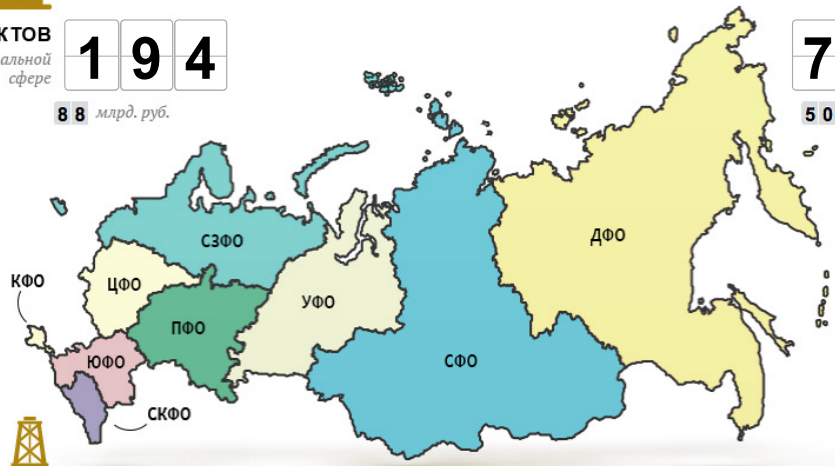 КТОВ
альной
сфере
194
88 млрд. руб.
7
50
СЗФО
ДФО
КФО
ЦФО
УФО
ПФО
ЮФО
СФО
СКФО